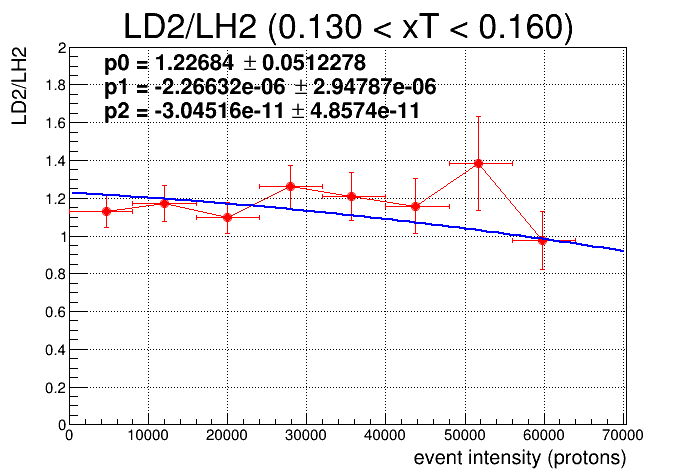 LD2/LH2 (0.130 < xT < 0.160)
LD2/LH2
p0 = 1.22684 ± 0.0512278
p1 = -2.26632e-06 ± 2.94787e-06
p2 = -3.04516e-11 ± 4.8574e-11
2
1.8
1.6
1.4
1.2
1
0.8
0.6
0.4
0.2
0
0 10000 20000 30000 40000 50000 60000 70000
event intensity (protons)